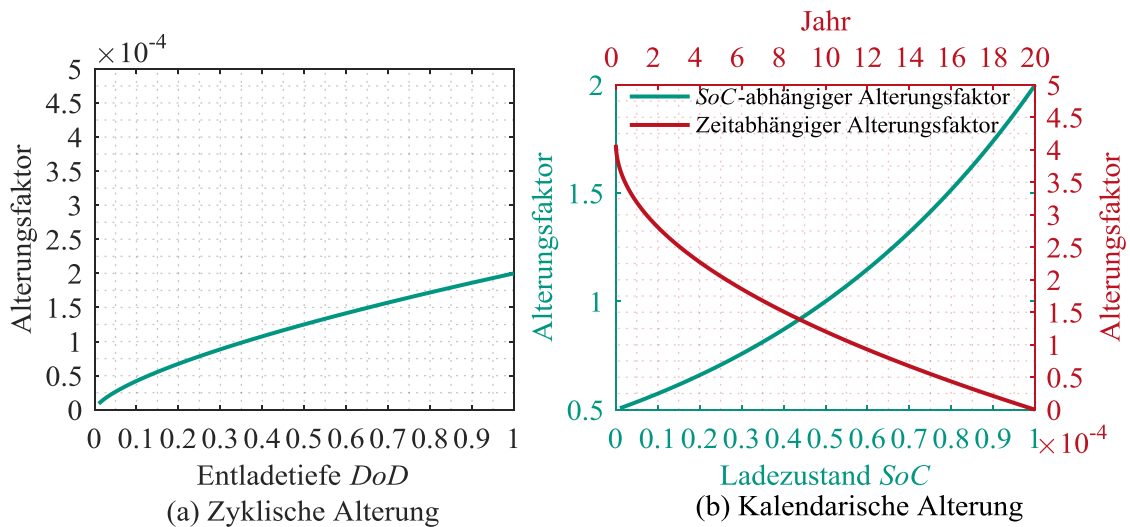 ×10-4
5
4.5
4
3.5
3
2.5
2
1.5
1
0.5
0
Alterungsfaktor
0 0.1 0.2 0.3 0.4 0.5 0.6 0.7 0.8 0.9 1
Entladetiefe DoD
(a) Zyklische Alterung
Jahr
0 2 4 6 8 10 12 14 16 18 20
SoC-abhängiger Alterungsfaktor
Zeitabhängiger Alterungsfaktor
2
1.5
1
0.5
Alterungsfaktor
5
4.5
4
3.5
3
2.5
2
1.5
1
0.5
0
Alterungsfaktor
0 0.1 0.2 0.3 0.4 0.5 0.6 0.7 0.8 0.9 1
×10-4
Ladezustand SoC
(b) Kalendarische Alterung